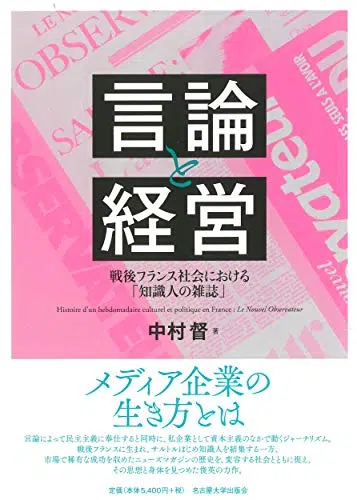 LE N
OBSER
言論
と
経営
戦後フランス社会における
「知識人の雑誌」
Histoire d'un hebdomadaire culturel et politique en France : Le Nouvel Observateur
中村 督 著
メディア企業の
生き方とは
言論によって民主主義に奉仕すると同時に、私企業として資本主義のなかで動くジャーナリズム。
戦後フランスに生まれ、サルトルはじめ知識人を結集する一方、
市場で稀有な成功を収めたニューズマガジンの歴史を、変容する社会とともに捉え、
その思想と身体を見つめた俊英の力作。
定価(本体5,400円+税) 名古屋大学出版会